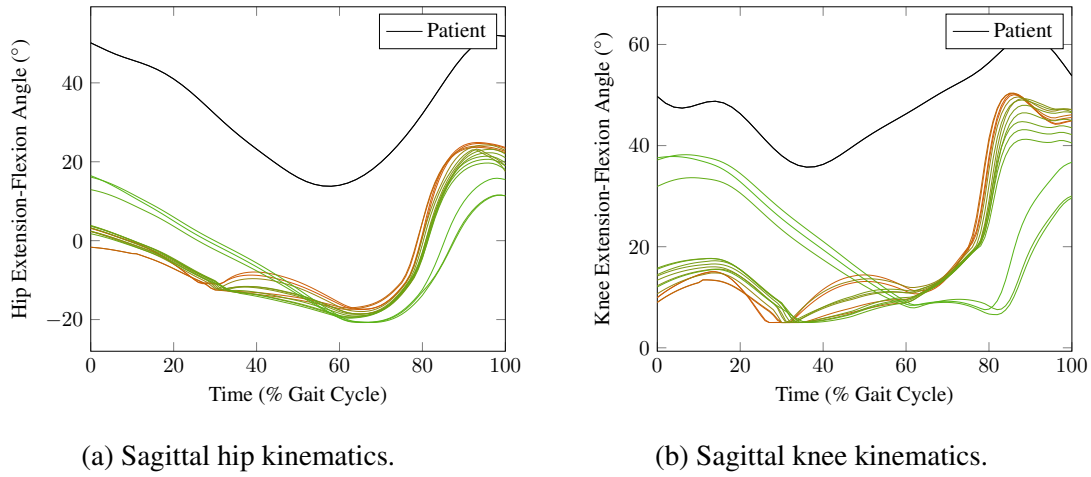 Patient
Hip Extension-Flexion Angle (°)
40
20
0
−20
0 20 40 60 80 100
Time (% Gait Cycle)
(a) Sagittal hip kinematics.
Patient
Knee Extension-Flexion Angle (°)
60
40
20
0
0 20 40 60 80 100
Time (% Gait Cycle)
(b) Sagittal knee kinematics.